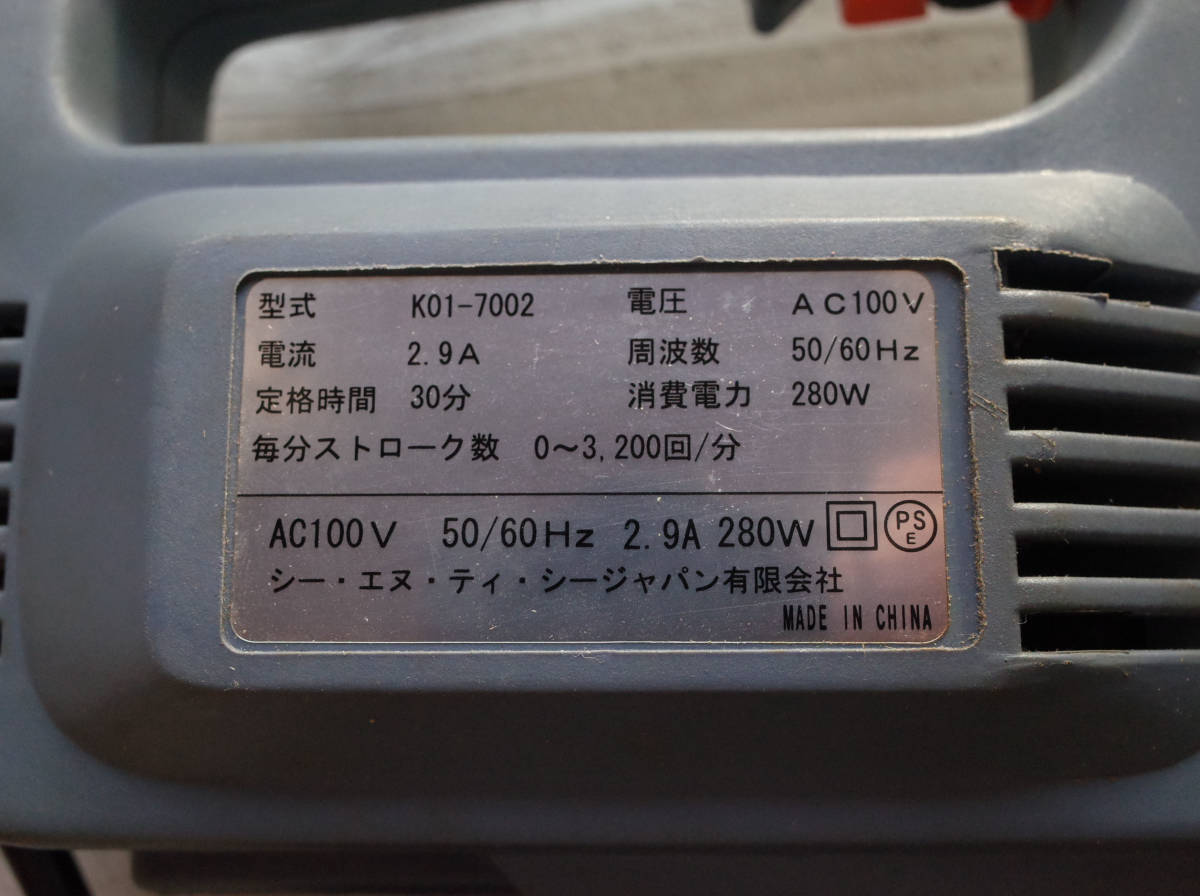 型式 K01-7002 電圧 AC100V
電流 2.9A 周波数 50/60Hz
定格時間 30分 消費電力 280W
毎分ストローク数 0～3,200回/分
AC100V 50/60Hz 2.9A 280W PSE
シー・エヌ・ティ・シージャパン有限会社
MADE IN CHINA